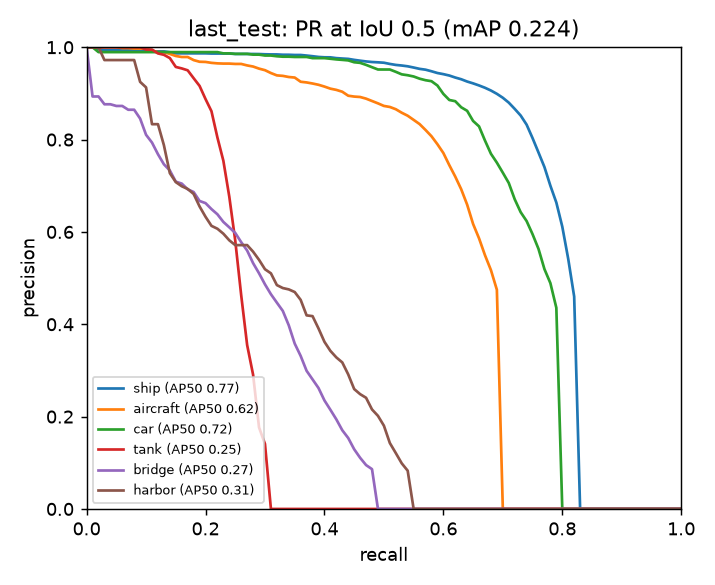 last_test: PR at IoU 0.5 (mAP 0.224)
1.0
0.8
0.6
0.4
0.2
0.0
precision
ship (AP50 0.77)
aircraft (AP50 0.62)
car (AP50 0.72)
tank (AP50 0.25)
bridge (AP50 0.27)
harbor (AP50 0.31)
0.0 0.2 0.4 0.6 0.8 1.0
recall